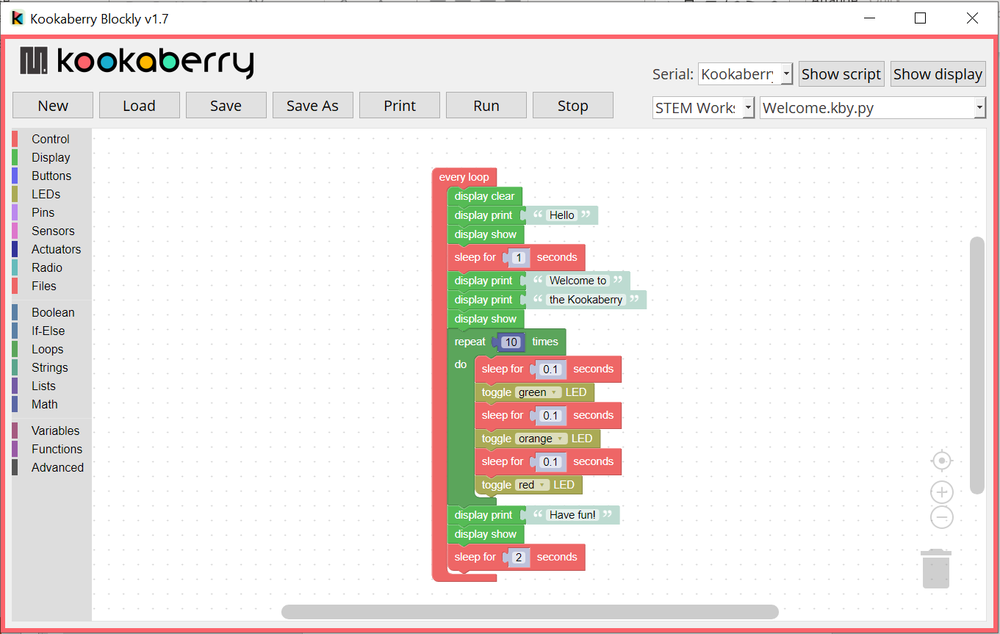 Kookaberry Blockly v1.7
kookaberry
Serial: Kookaberr Show script Show display
New Load Save Save As Print Run Stop STEM Works Welcome.kby.py
Control
Display
Buttons
LEDs
Pins
Sensors
Actuators
Radio
Files
Boolean
If-Else
Loops
Strings
Lists
Math
Variables
Functions
Advanced
every loop
display clear
display print “ Hello ”
display show
sleep for 1 seconds
display print “ Welcome to ”
display print “ the Kookaberry ”
display show
repeat 10 times
do sleep for 0.1 seconds
toggle green LED
sleep for 0.1 seconds
toggle orange LED
sleep for 0.1 seconds
toggle red LED
display print “ Have fun! ”
display show
sleep for 2 seconds